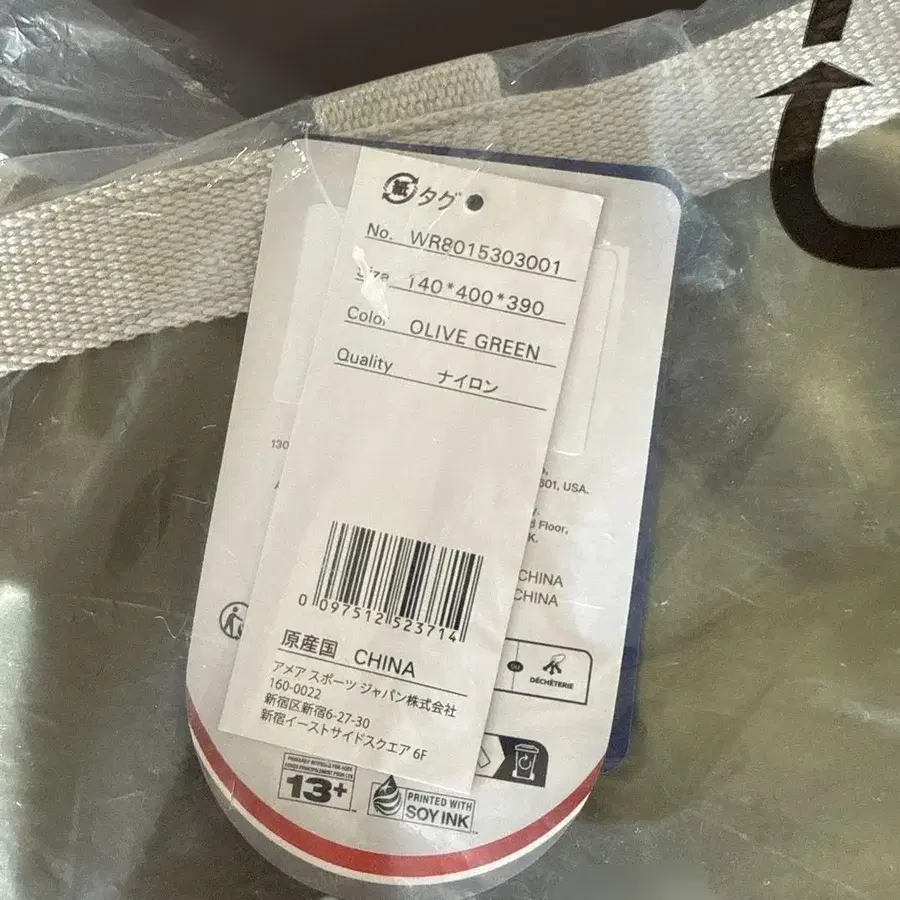 紙 タグ
No. WR8015303001
Size 140*400*390
Color OLIVE GREEN
Quality ナイロン
130
601, USA.
d Floor,
K.
CHINA
CHINA
0 097512 523714
原産国 CHINA
アメア スポーツ ジャパン株式会社
160-0022
新宿区新宿6-27-30
新宿イーストサイドスクエア 6F
OU
DÉCHÈTERIE
13+
PRINTED WITH
SOY INK